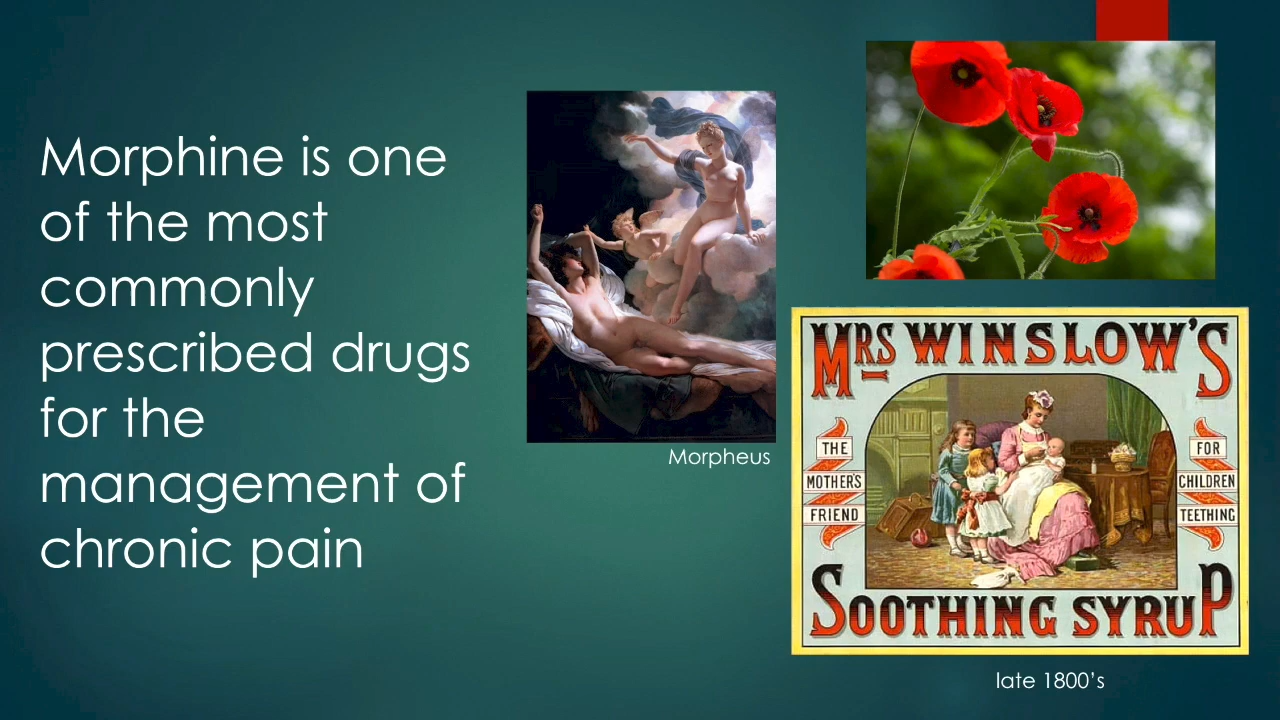 Morphine is one
of the most
commonly
prescribed drugs
for the
management of
chronic pain
Morpheus
MRS WINSLOW'S
THE
MOTHER'S
FRIEND
FOR
CHILDREN
TEETHING
SOOTHING SYRUP
late 1800’s